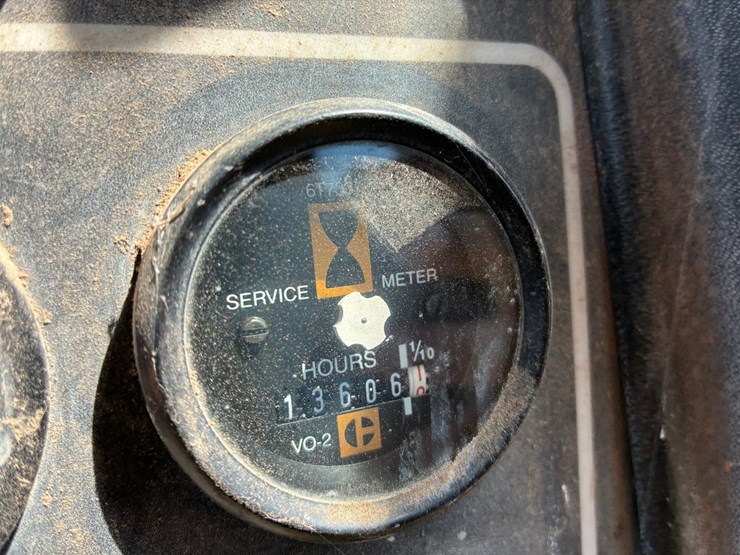 SERVICE METER
HOURS 1/10
13606
VO-2